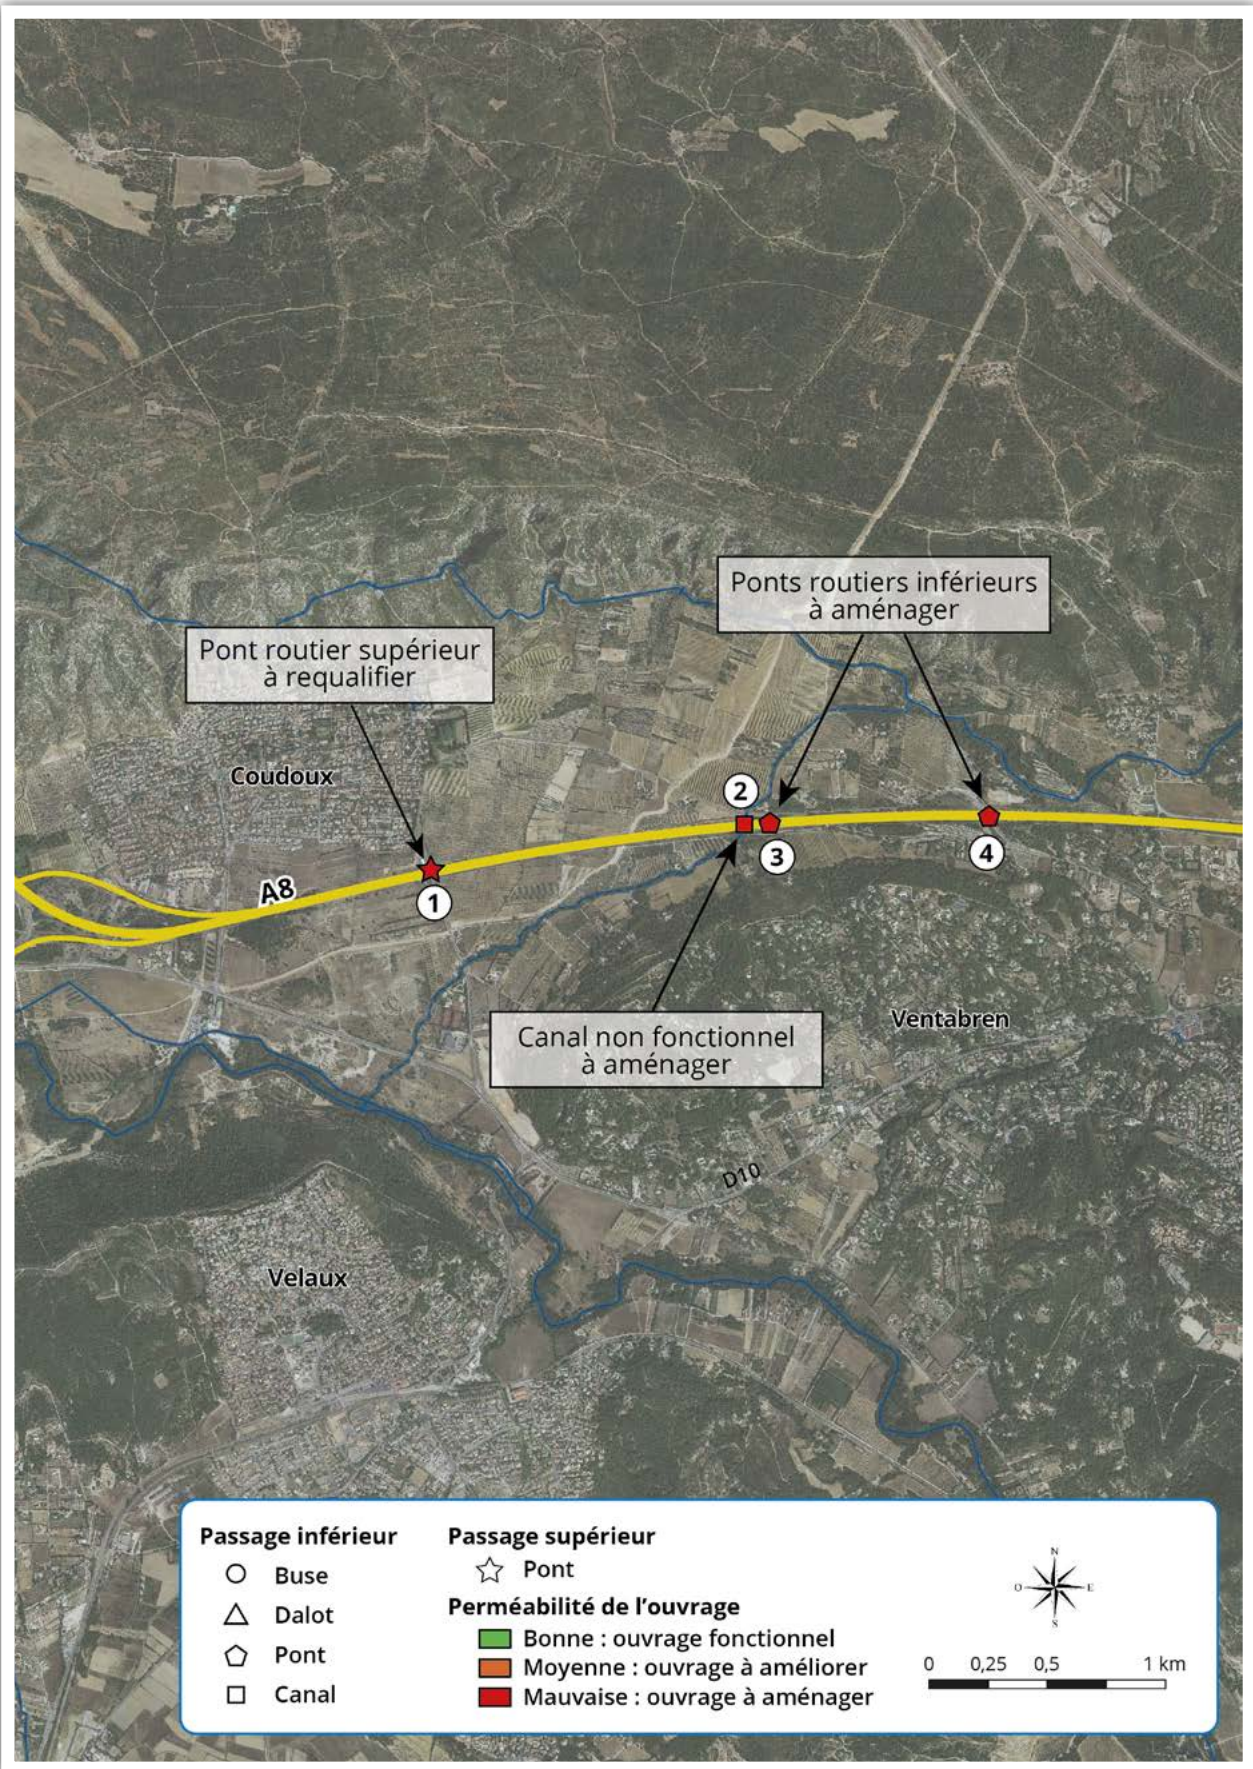 Ponts routiers inférieurs
à aménager
Pont routier supérieur
à requalifier
Coudoux
2
3
4
A8
1
Canal non fonctionnel
à aménager
Ventabren
D10
Velaux
Passage inférieur
Buse
Dalot
Pont
Canal
Passage supérieur
Pont
Perméabilité de l'ouvrage
Bonne : ouvrage fonctionnel
Moyenne : ouvrage à améliorer
Mauvaise : ouvrage à aménager
N
O
E
S
0 0,25 0,5 1 km